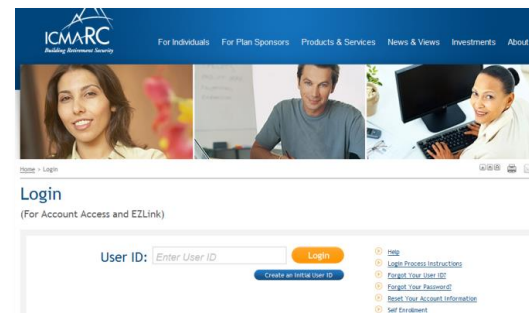 ICMARC
Building Retirement Security
For Individuals For Plan Sponsors Products & Services News & Views Investments About
Home > Login
Login
(For Account Access and EZLink)
User ID: Enter User ID Login
Create an Initial User ID
Help
Login Process Instructions
Forgot Your User ID?
Forgot Your Password?
Reset Your Account Information
Self Enrollment